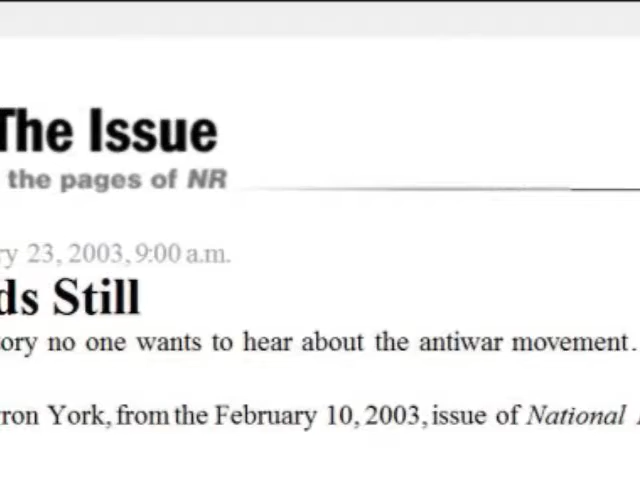 The Issue
the pages of NR
ry 23, 2003, 9:00 a.m.
ds Still
ory no one wants to hear about the antiwar movement.
ron York, from the February 10, 2003, issue of National